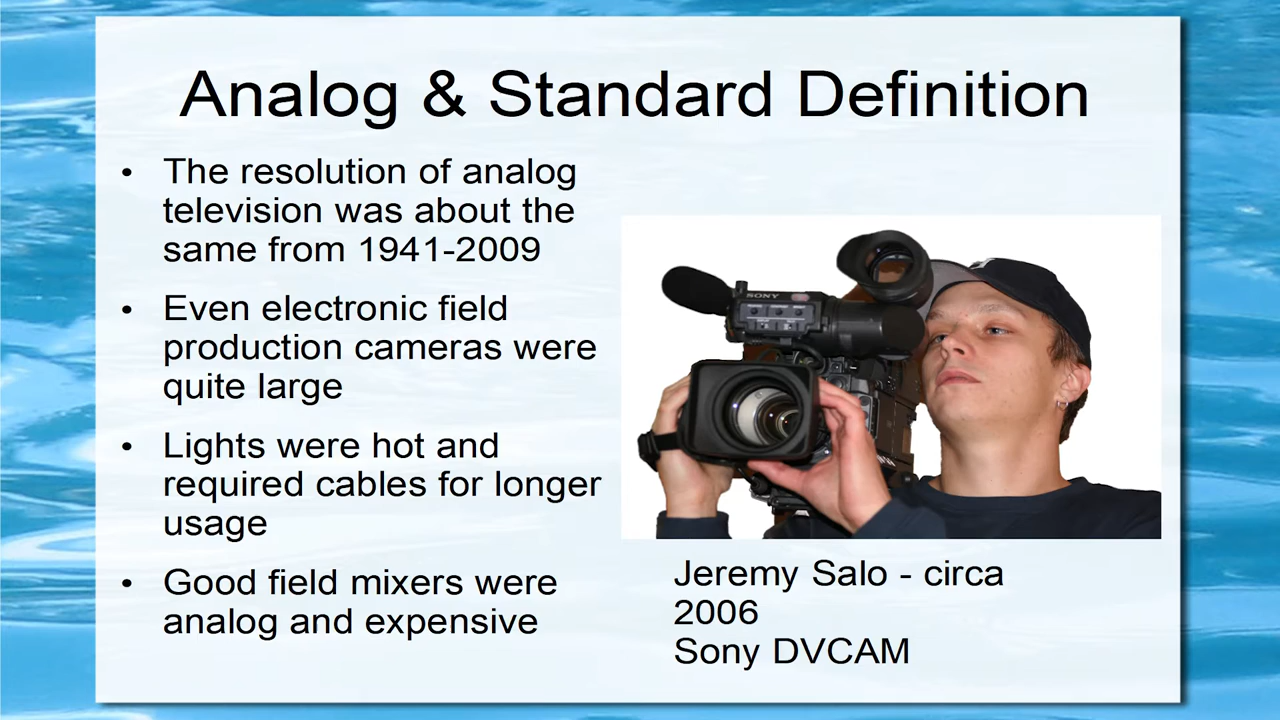 Analog & Standard Definition
• The resolution of analog
television was about the
same from 1941-2009
• Even electronic field
production cameras were
quite large
• Lights were hot and
required cables for longer
usage
• Good field mixers were
analog and expensive
SONY
Jeremy Salo - circa
2006
Sony DVCAM